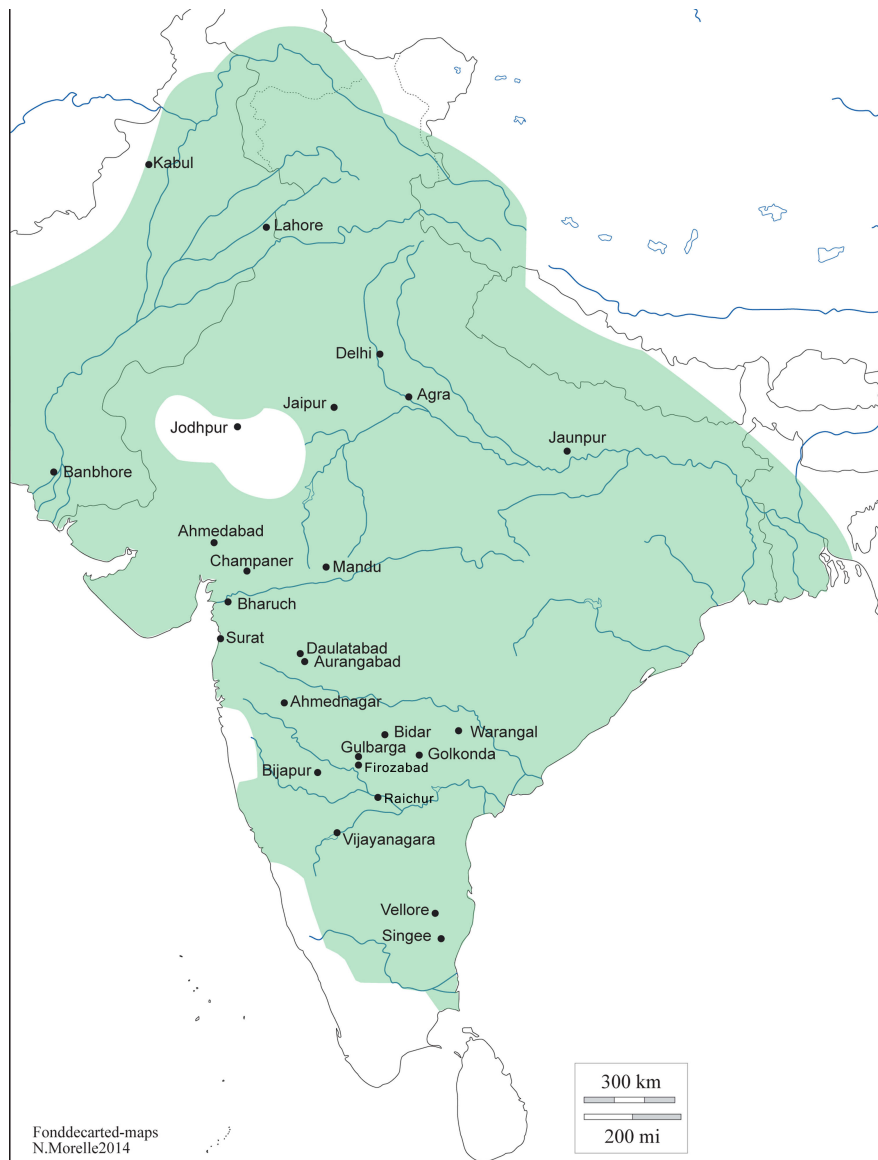 Kabul
Lahore
Delhi
Agra
Jaipur
Jodhpur
Jaunpur
Banbhore
Ahmedabad
Champaner
Mandu
Bharuch
Surat
Daulatabad
Aurangabad
Ahmednagar
Bidar
Warangal
Gulbarga
Golkonda
Firozabad
Bijapur
Raichur
Vijayanagara
Vellore
Singee
300 km
200 mi
Fonddecarted-maps
N.Morelle2014